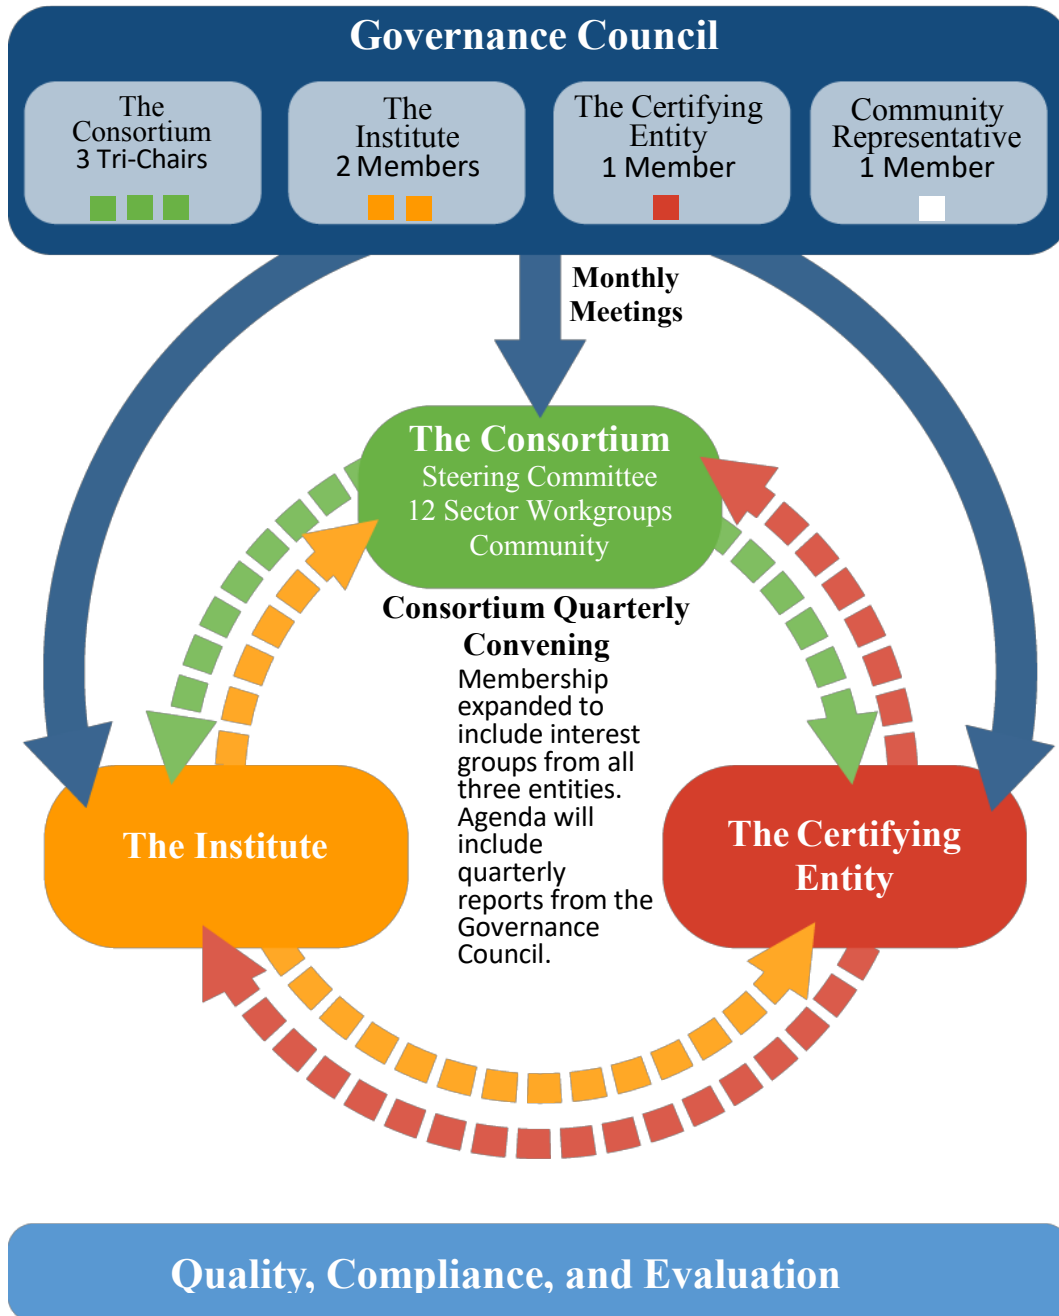 Governance Council
The
Consortium
3 Tri-Chairs
The
Institute
2 Members
The Certifying
Entity
1 Member
Community
Representative
1 Member
Monthly
Meetings
The Consortium
Steering Committee
12 Sector Workgroups
Community
Consortium Quarterly
Convening
Membership
expanded to
include interest
groups from all
three entities.
Agenda will
include
quarterly
reports from the
Governance
Council.
The Institute
The Certifying
Entity
Quality, Compliance, and Evaluation